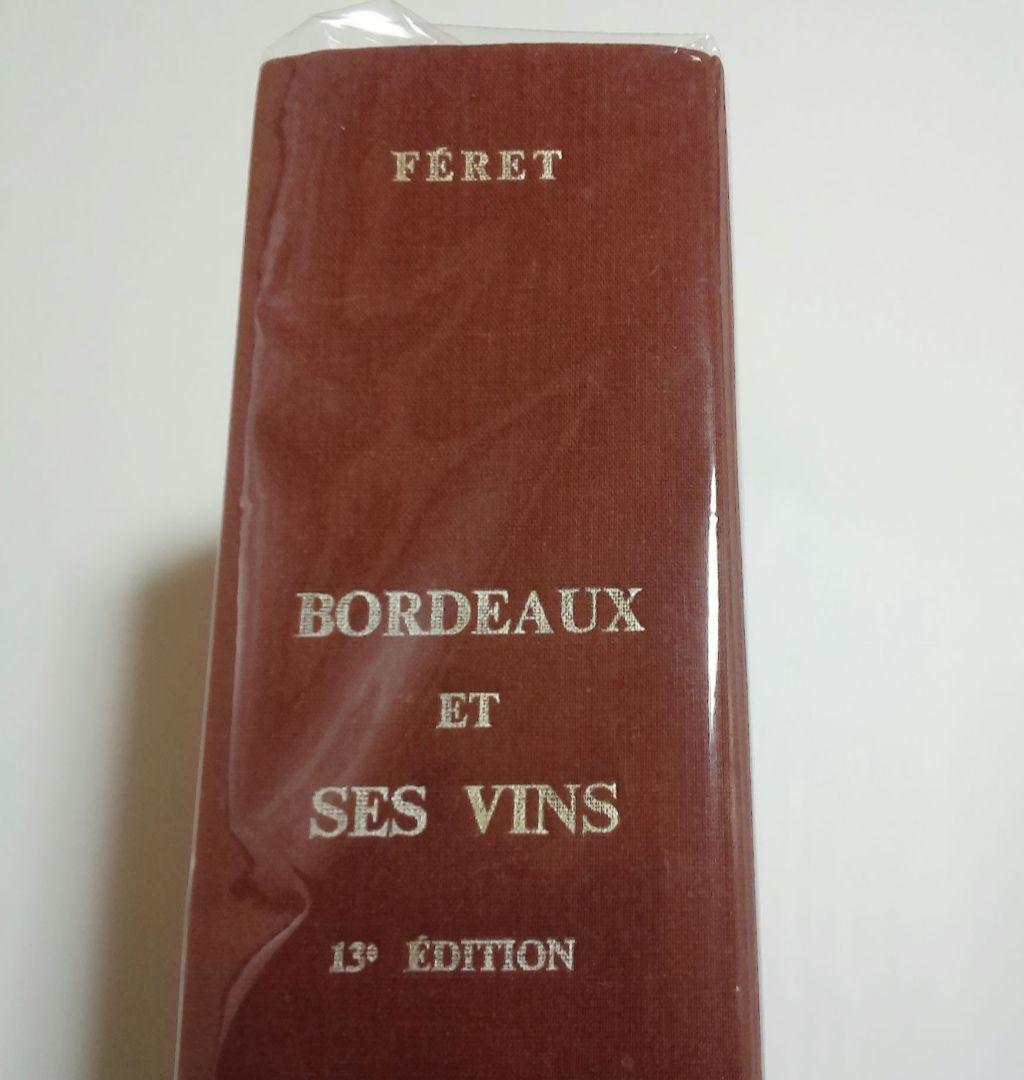 FÉRET
BORDEAUX
ET
SES VINS
13e ÉDITION